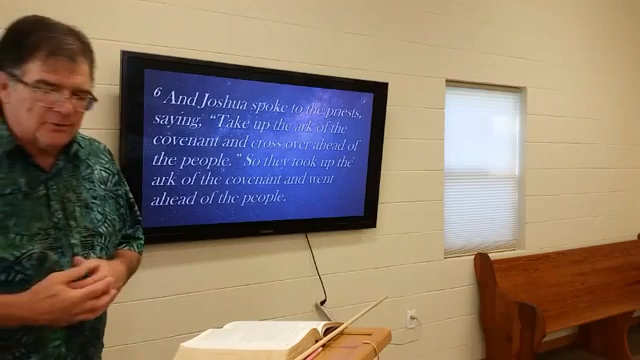 6 And Joshua spoke to the priests,
saying, “Take up the ark of the
covenant and cross over ahead of
the people.” So they took up the
ark of the covenant and went
ahead of the people.